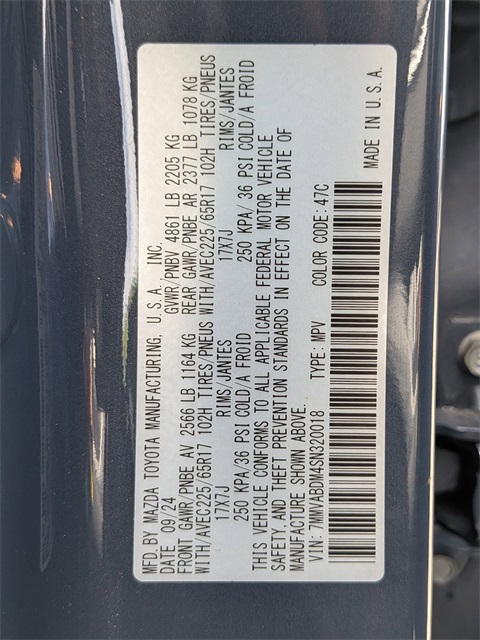 MFD. BY MAZDA TOYOTA MANUFACTURING, U.S.A., INC.
DATE 09/24 GVWR/PNBV 4861 LB 2205 KG
FRONT GAWR/PNBE AV 2566 LB 1164 KG REAR GAWR/PNBE AR 2377 LB 1078 KG
WITH/AVEC225/65R17 102H TIRES/PNEUS WITH/AVEC225/65R17 102H TIRES/PNEUS
17X7J RIMS/JANTES 17X7J RIMS/JANTES
250 KPA/ 36 PSI COLD/A FROID 250 KPA/ 36 PSI COLD/A FROID
THIS VEHICLE CONFORMS TO ALL APPLICABLE FEDERAL MOTOR VEHICLE
SAFETY, AND THEFT PREVENTION STANDARDS IN EFFECT ON THE DATE OF
MANUFACTURE SHOWN ABOVE.
VIN: 7MMVABDM4SN320018 TYPE: MPV COLOR CODE: 47C
MADE IN U.S.A.